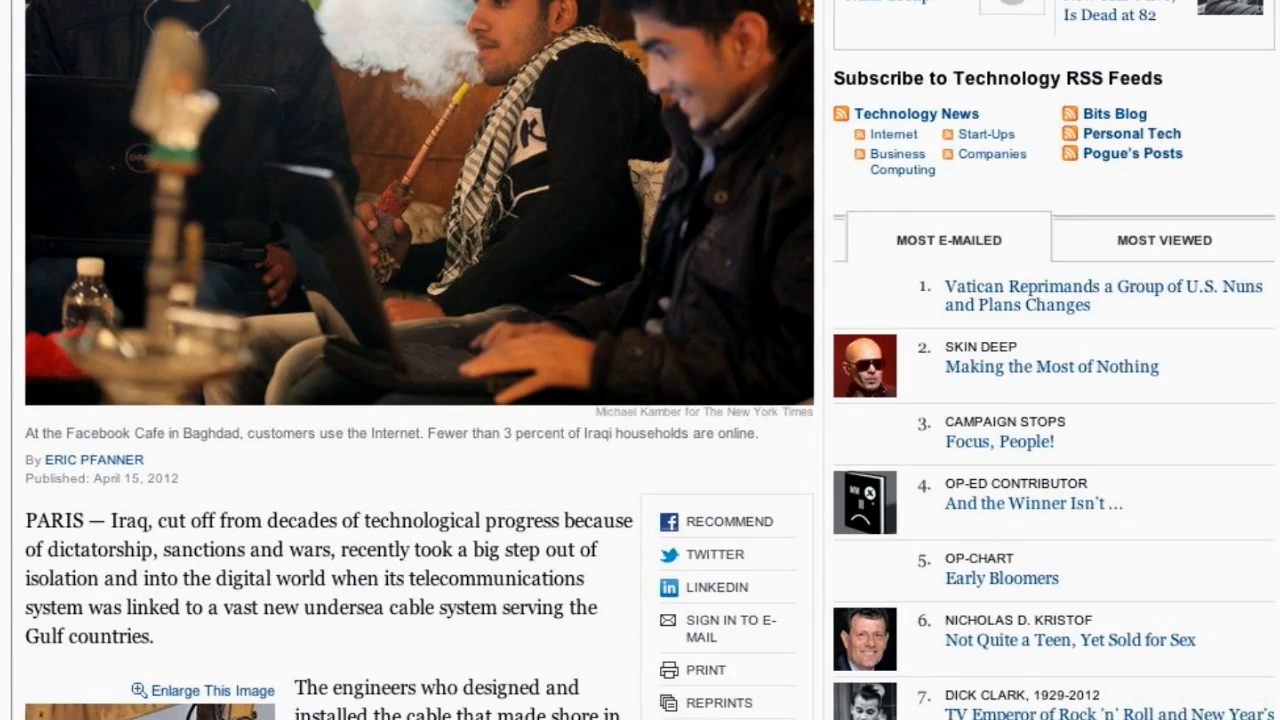 Is Dead at 82
Subscribe to Technology RSS Feeds
Technology News
Internet
Start-Ups
Business
Computing
Companies
Bits Blog
Personal Tech
Pogue's Posts
MOST E-MAILED
MOST VIEWED
1. Vatican Reprimands a Group of U.S. Nuns
and Plans Changes
2. SKIN DEEP
Making the Most of Nothing
3. CAMPAIGN STOPS
Focus, People!
4. OP-ED CONTRIBUTOR
And the Winner Isn't ...
5. OP-CHART
Early Bloomers
6. NICHOLAS D. KRISTOF
Not Quite a Teen, Yet Sold for Sex
7. DICK CLARK, 1929-2012
TV Emperor of Rock 'n' Roll and New Year's
Michael Kamber for The New York Times
At the Facebook Cafe in Baghdad, customers use the Internet. Fewer than 3 percent of Iraqi households are online.
By ERIC PFANNER
Published: April 15, 2012
PARIS — Iraq, cut off from decades of technological progress because
of dictatorship, sanctions and wars, recently took a big step out of
isolation and into the digital world when its telecommunications
system was linked to a vast new undersea cable system serving the
Gulf countries.
Enlarge This Image
The engineers who designed and
installed the cable that made shore in
RECOMMEND
TWITTER
LINKEDIN
SIGN IN TO E-
MAIL
PRINT
REPRINTS